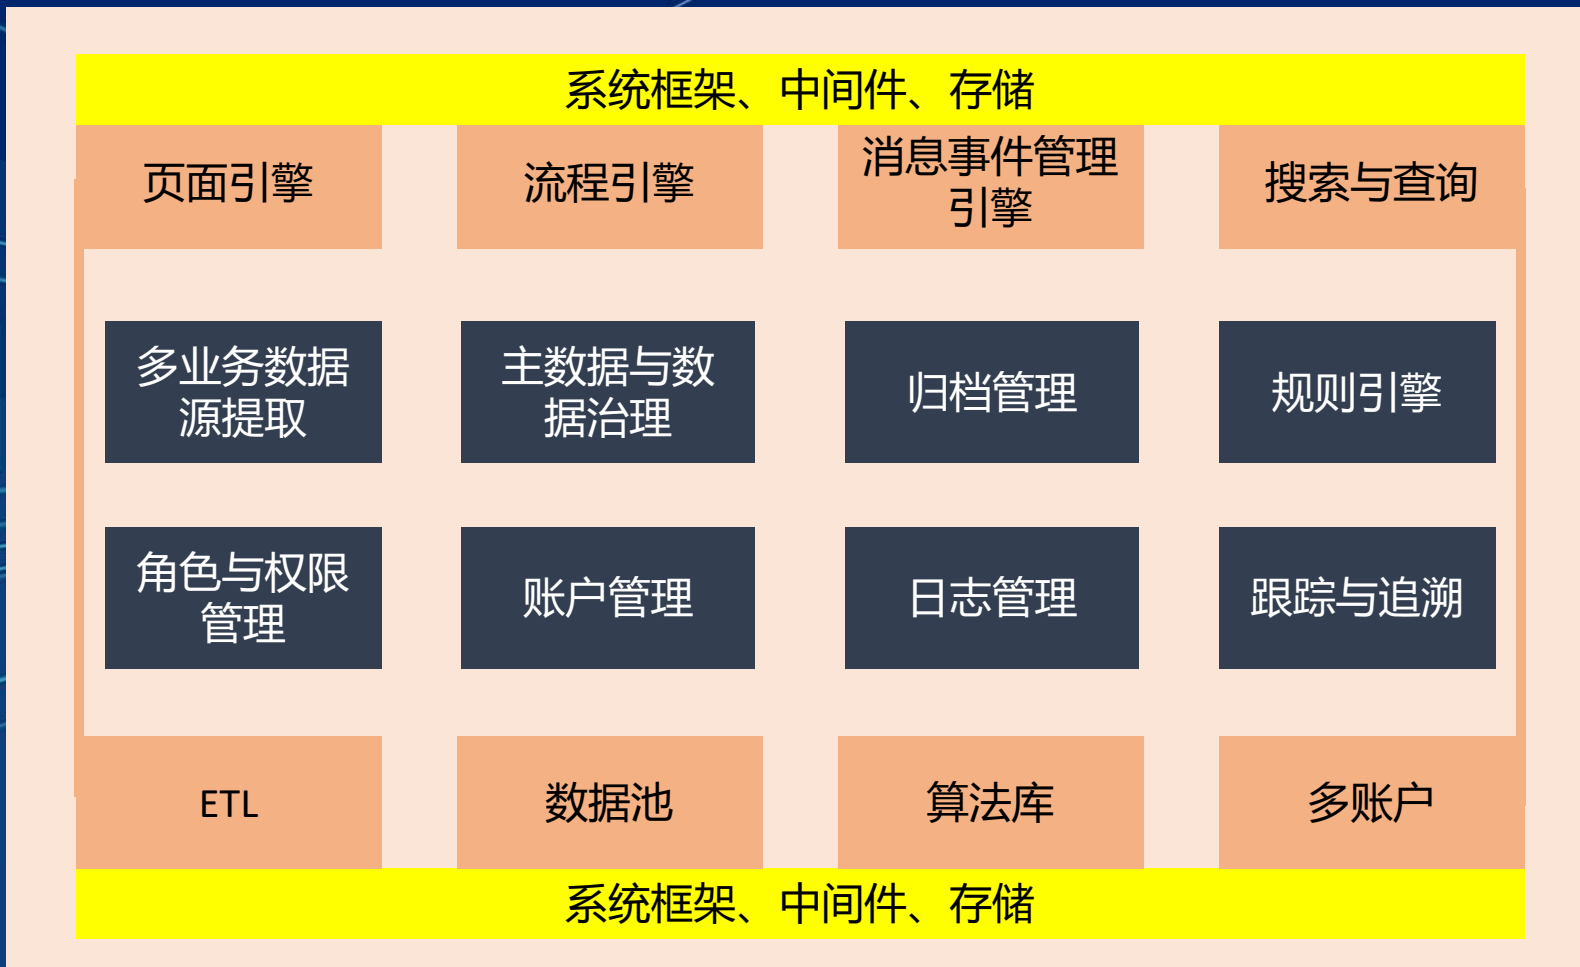 系统框架、中间件、存储
页面引擎
流程引擎
消息事件管理
引擎
搜索与查询
多业务数据
源提取
主数据与数
据治理
归档管理
规则引擎
角色与权限
管理
账户管理
日志管理
跟踪与追溯
ETL
数据池
算法库
多账户
系统框架、中间件、存储